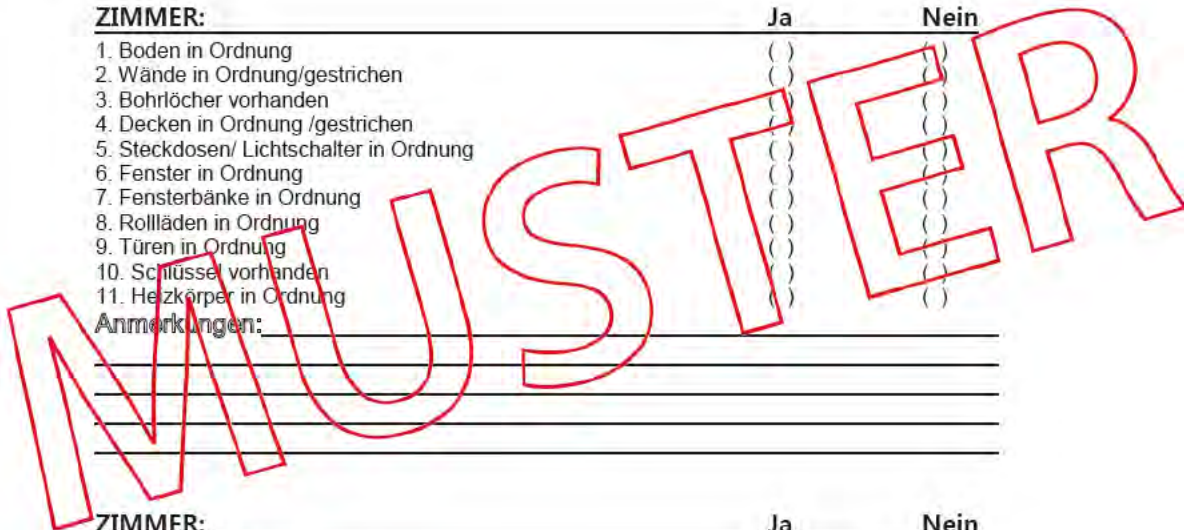 ZIMMER: Ja Nein
1. Boden in Ordnung ( ) ( )
2. Wände in Ordnung/gestrichen ( ) ( )
3. Bohrlöcher vorhanden ( ) ( )
4. Decken in Ordnung /gestrichen ( ) ( )
5. Steckdosen/ Lichtschalter in Ordnung ( ) ( )
6. Fenster in Ordnung ( ) ( )
7. Fensterbänke in Ordnung ( ) ( )
8. Rollläden in Ordnung ( ) ( )
9. Türen in Ordnung ( ) ( )
10. Schlüssel vorhanden ( ) ( )
11. Heizkörper in Ordnung ( ) ( )
Anmerkungen:
MUSTER
ZIMMER: Ja Nein